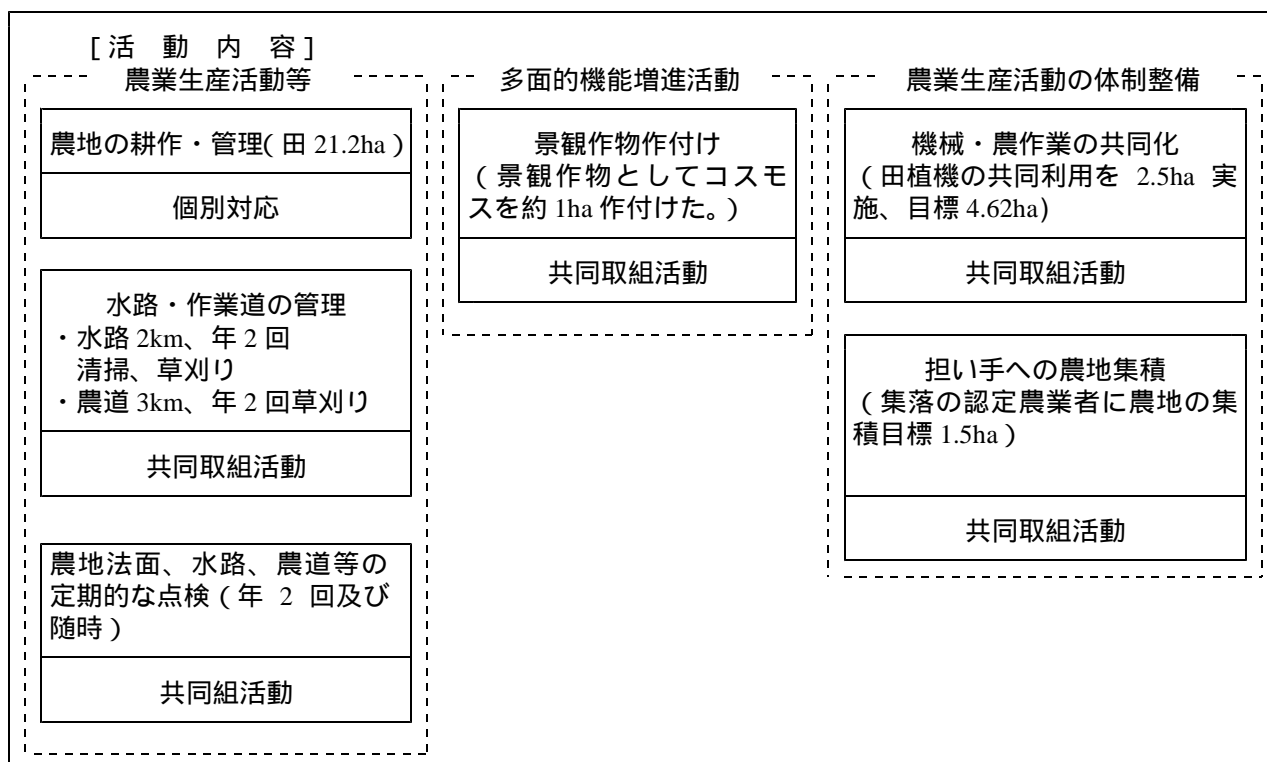 [活 動 内 容]
農業生産活動等
農地の耕作・管理(田 21.2ha)
個別対応
水路・作業道の管理
・水路 2km、年 2 回
清掃、草刈り
・農道 3km、年 2 回草刈り
共同取組活動
農地法面、水路、農道等の
定期的な点検(年 2 回及び
随時)
共同組活動
多面的機能増進活動
景観作物作付け
(景観作物としてコスモ
スを約 1ha 作付けた。)
共同取組活動
農業生産活動の体制整備
機械・農作業の共同化
(田植機の共同利用を 2.5ha 実
施、目標 4.62ha)
共同取組活動
担い手への農地集積
(集落の認定農業者に農地の集
積目標 1.5ha)
共同取組活動